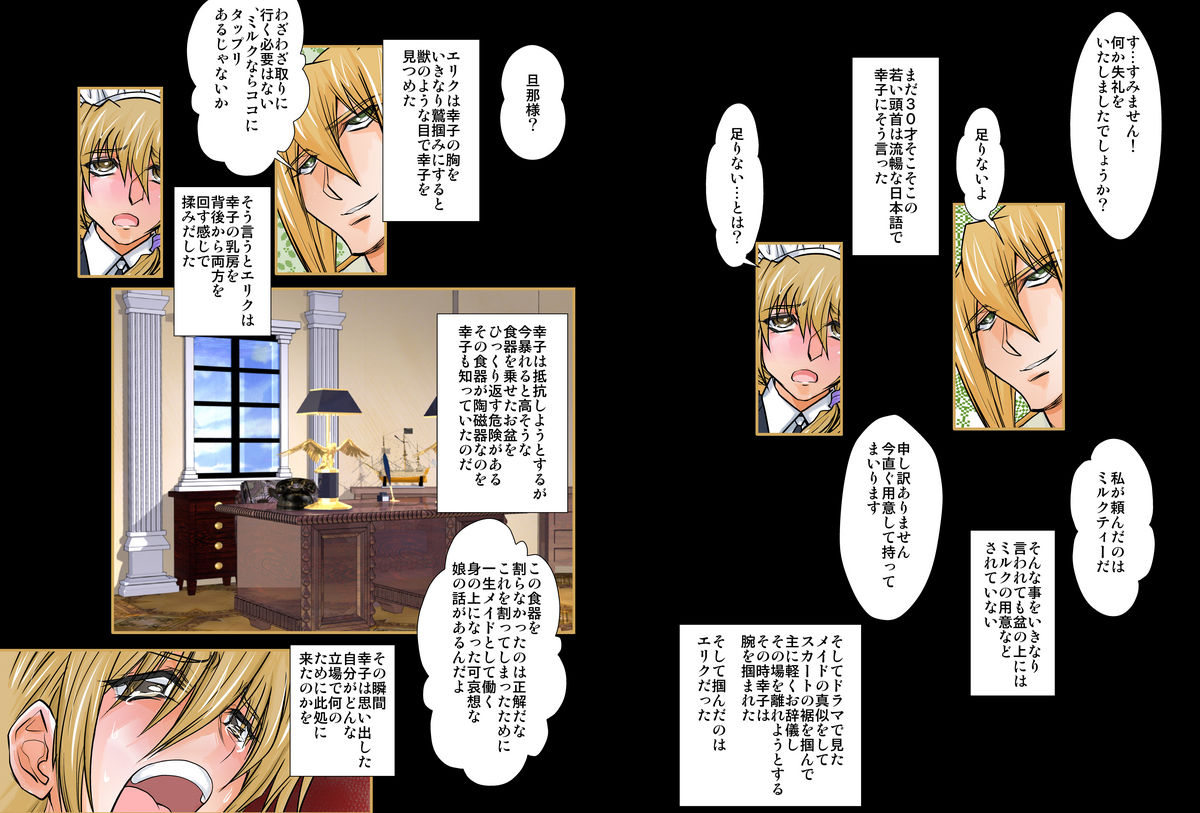 す…すみません！
何か失礼を
いたしましたでしょうか？
足りないよ
まだ３０才そこそこの
若い頭首は流暢な日本語で
幸子にそう言った
足りない…とは？
私が頼んだのは
ミルクティーだ
そんな事をいきなり
言われても盆の上には
ミルクの用意など
されていない
申し訳ありません
今直ぐ用意して持って
まいります
そしてドラマで見た
メイドの真似をして
スカートの裾を掴んで
主に軽くお辞儀し
その場を離れようとする
その時幸子は
腕を掴まれた
そして掴んだのは
エリクだった
旦那様？
エリクは幸子の胸を
いきなり鷲掴みにすると
獣のような目で幸子を
見つめた
わざわざ取りに
行く必要はない
ミルクならココに
タップリ
あるじゃないか
そう言うとエリクは
幸子の乳房を
背後から両方を
回す感じで
揉みだした
幸子は抵抗しようとするが
今暴れると高そうな
食器を乗せたお盆を
ひっくり返す危険がある
その食器が陶磁器なのを
幸子も知っていたのだ
この食器を
割らなかったのは正解だな
これを割ってしまったために
一生メイドとして働く
身の上になった可哀想な
娘の話があるんだよ
その瞬間
幸子は思い出した
自分がどんな
立場で何の
ために此処に
来たのかを